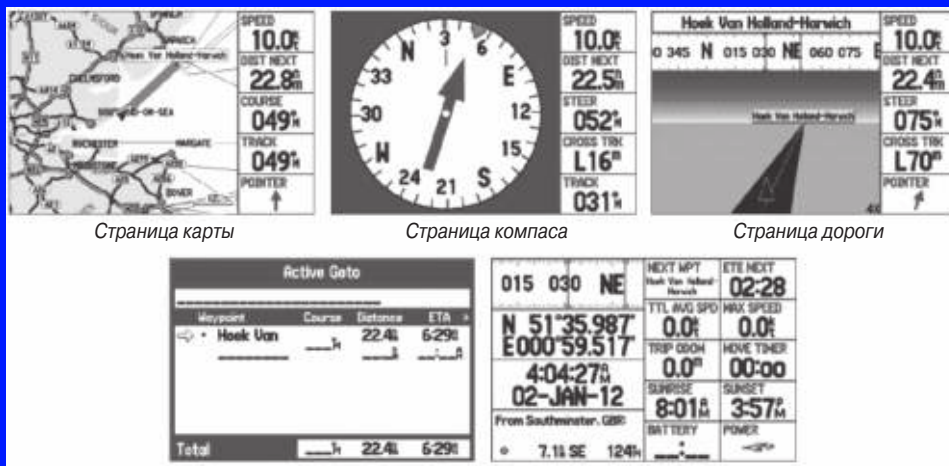 SPEED
10.0
DIST NEXT
22.8
COURSE
049
TRACK
049
POINTER
CHELMSFORD
ROCHESTER
MARGATE
DOVER
Страница карты
N 3 6 E 12 15 S 21 24 W 30 33
SPEED
10.0
DIST NEXT
22.5
STEER
052
CROSS TRK
L16
TRACK
031
Страница компаса
Hoek Van Holland-Harwich
345 N 015 030 NE 060 075
Hoek Van Holland-Harwich
SPEED
10.0
DIST NEXT
22.4
STEER
075
CROSS TRK
L70
POINTER
Страница дороги
Active Goto
Waypoint Course Distance ETA
Hoek Van 22.4 6:29
Total 22.4 6:29
015 030 NE
N 51°35.987'
E000°59.517'
4:04:27
02-JAN-12
From Southminster, GBR:
7.1 SE 124
NEXT WPT
Hoek Van Holland-
Harwich
ETE NEXT
02:28
TTL AVG SPD
0.0
MAX SPEED
0.0
TRIP ODOM
0.0
MOVE TIMER
00:00
SUNRISE
8:01
SUNSET
3:57
BATTERY
POWER